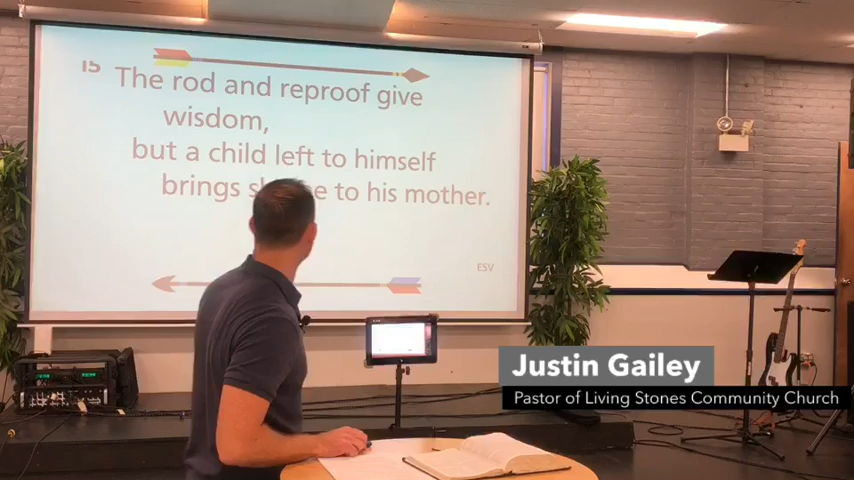 15 The rod and reproof give
wisdom,
but a child left to himself
brings to his mother.
ESV
Justin Gailey
Pastor of Living Stones Community Church